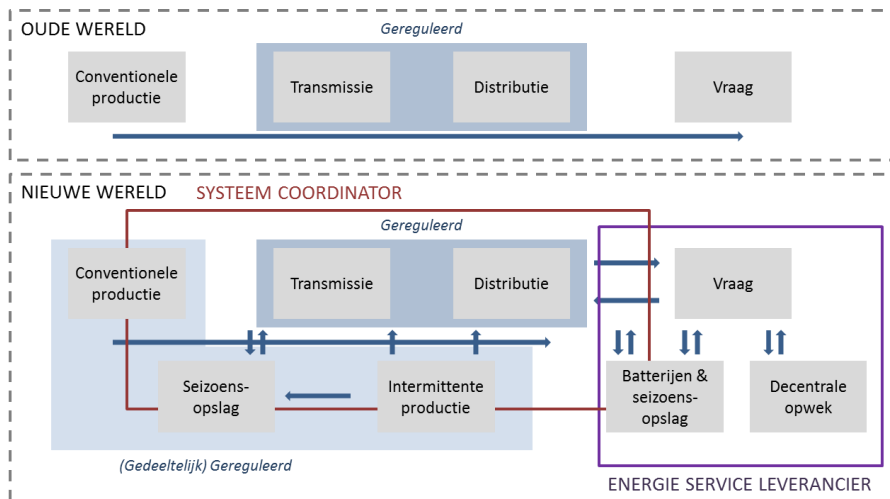 OUDE WERELD
Gereguleerd
Conventionele
productie
Transmissie
Distributie
Vraag
NIEUWE WERELD
SYSTEEM COORDINATOR
Gereguleerd
Conventionele
productie
Transmissie
Distributie
Vraag
Seizoens-
opslag
Intermittente
productie
Batterijen &
seizoens-
opslag
Decentrale
opwek
(Gedeeltelijk) Gereguleerd
ENERGIE SERVICE LEVERANCIER